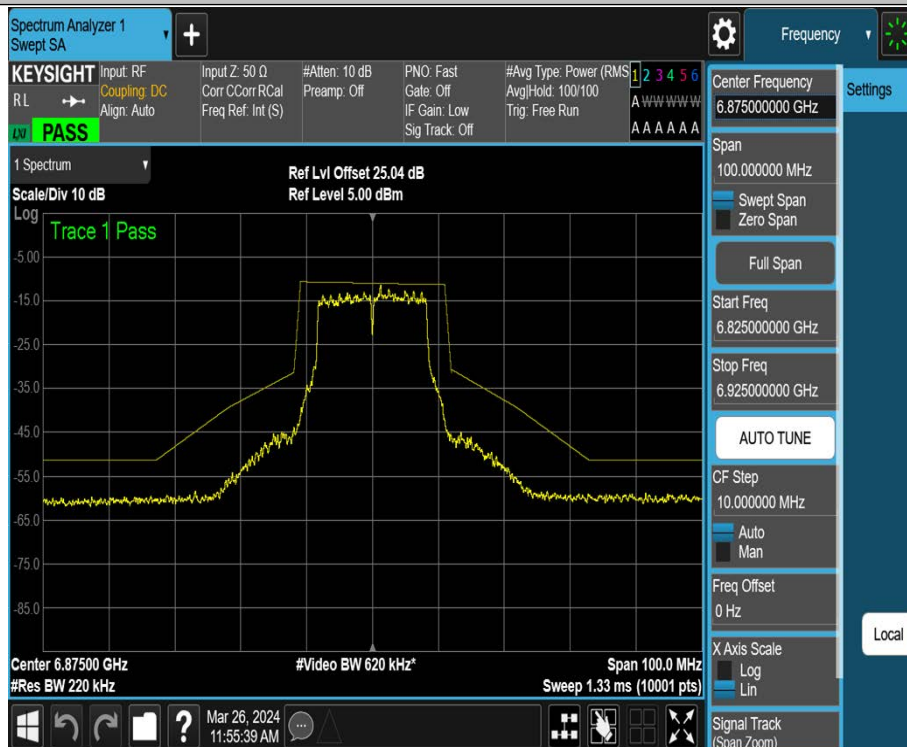 Spectrum Analyzer 1
Swept SA
+
Frequency
KEYSIGHT
RL
LXI
PASS
Input: RF
Coupling: DC
Align: Auto
Input Z: 50 Ω
Corr CCorr RCal
Freq Ref: Int (S)
#Atten: 10 dB
Preamp: Off
PNO: Fast
Gate: Off
IF Gain: Low
Sig Track: Off
#Avg Type: Power (RMS
Avg|Hold: 100/100
Trig: Free Run
1 2 3 4 5 6
A W W W W W
A A A A A A
1 Spectrum
Scale/Div 10 dB
Ref Lvl Offset 25.04 dB
Ref Level 5.00 dBm
Log
Trace 1 Pass
-5.00
-15.0
-25.0
-35.0
-45.0
-55.0
-65.0
-75.0
-85.0
Center 6.87500 GHz
#Res BW 220 kHz
#Video BW 620 kHz*
Span 100.0 MHz
Sweep 1.33 ms (10001 pts)
Mar 26, 2024
11:55:39 AM
Center Frequency
6.875000000 GHz
Span
100.000000 MHz
Swept Span
Zero Span
Full Span
Start Freq
6.825000000 GHz
Stop Freq
6.925000000 GHz
AUTO TUNE
CF Step
10.000000 MHz
Auto
Man
Freq Offset
0 Hz
X Axis Scale
Log
Lin
Signal Track
(Span Zoom)
Settings
Local